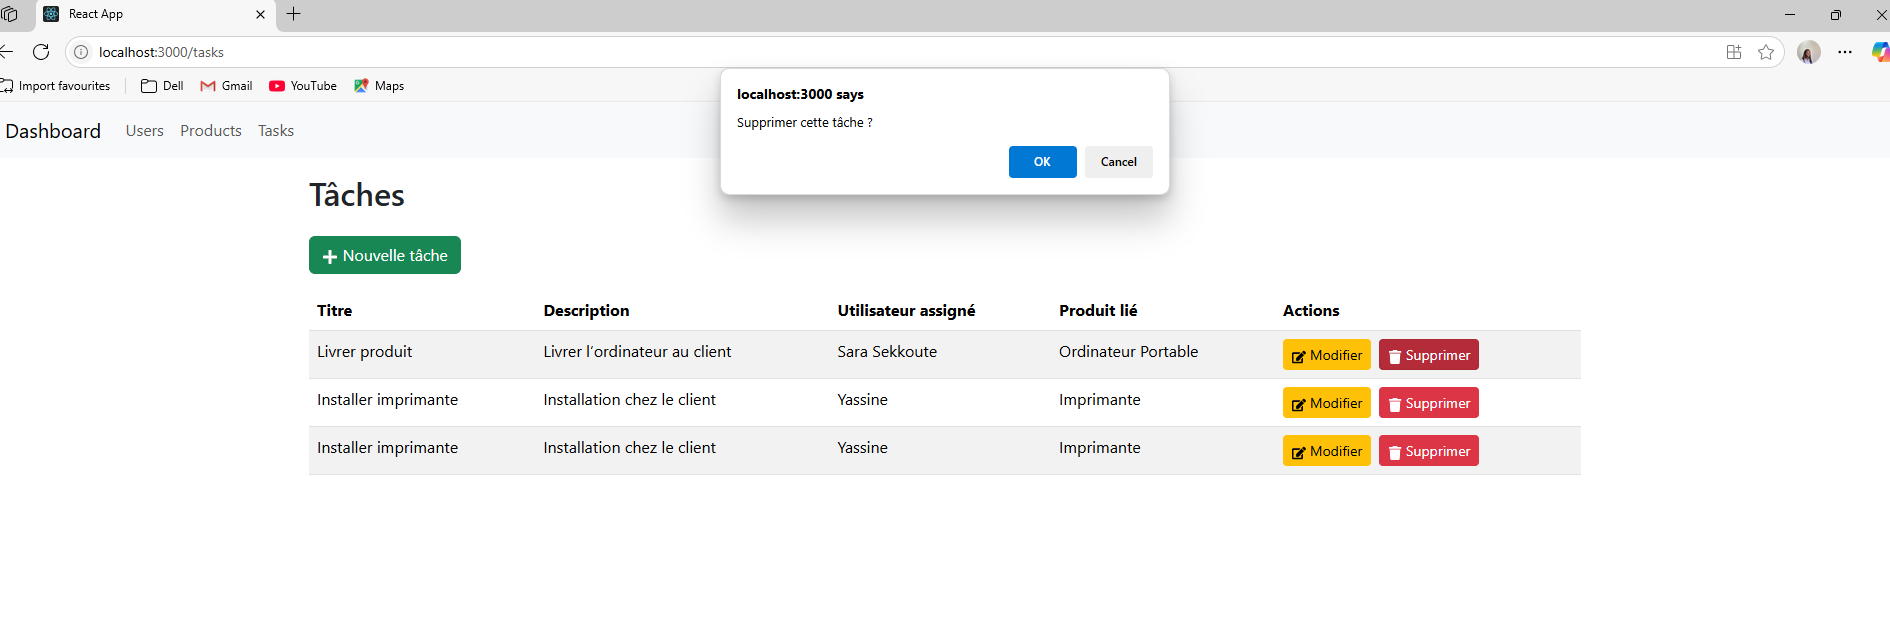 React App
localhost:3000/tasks
Import favourites Dell Gmail YouTube Maps
localhost:3000 says
Supprimer cette tâche ?
OK Cancel
Dashboard Users Products Tasks
Tâches
Nouvelle tâche
Titre Description Utilisateur assigné Produit lié Actions
Livrer produit Livrer l'ordinateur au client Sara Sekkoute Ordinateur Portable Modifier Supprimer
Installer imprimante Installation chez le client Yassine Imprimante Modifier Supprimer
Installer imprimante Installation chez le client Yassine Imprimante Modifier Supprimer